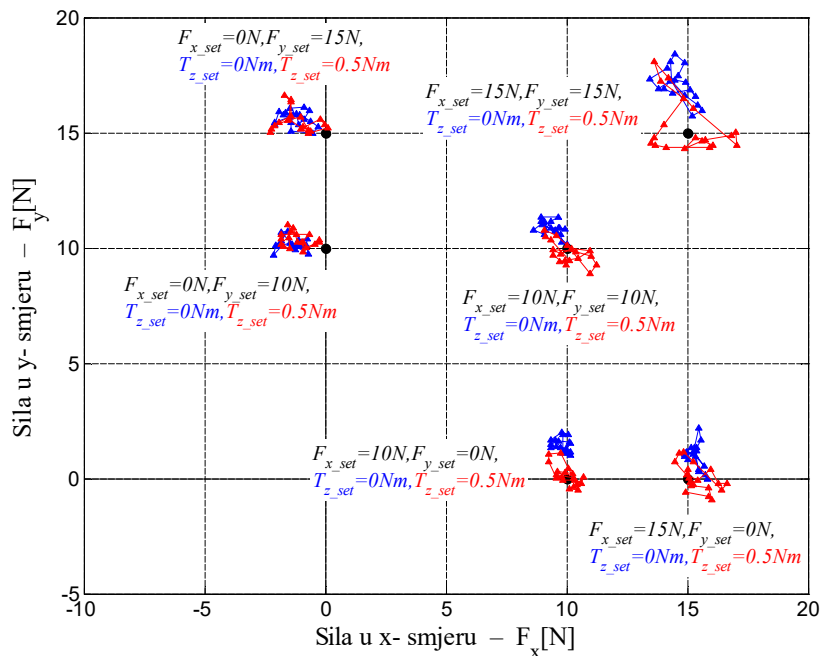 20
F_x_set=0N,F_y_set=15N,
T_z_set=0Nm,T_z_set=0.5Nm
F_x_set=15N,F_y_set=15N,
T_z_set=0Nm,T_z_set=0.5Nm
15
10
F_x_set=0N,F_y_set=10N,
T_z_set=0Nm,T_z_set=0.5Nm
F_x_set=10N,F_y_set=10N,
T_z_set=0Nm,T_z_set=0.5Nm
5
F_x_set=10N,F_y_set=0N,
T_z_set=0Nm,T_z_set=0.5Nm
0
F_x_set=15N,F_y_set=0N,
T_z_set=0Nm,T_z_set=0.5Nm
-5
-10 -5 0 5 10 15 20
Sila u x- smjeru – F_x[N]
Sila u y- smjeru – F_y[N]